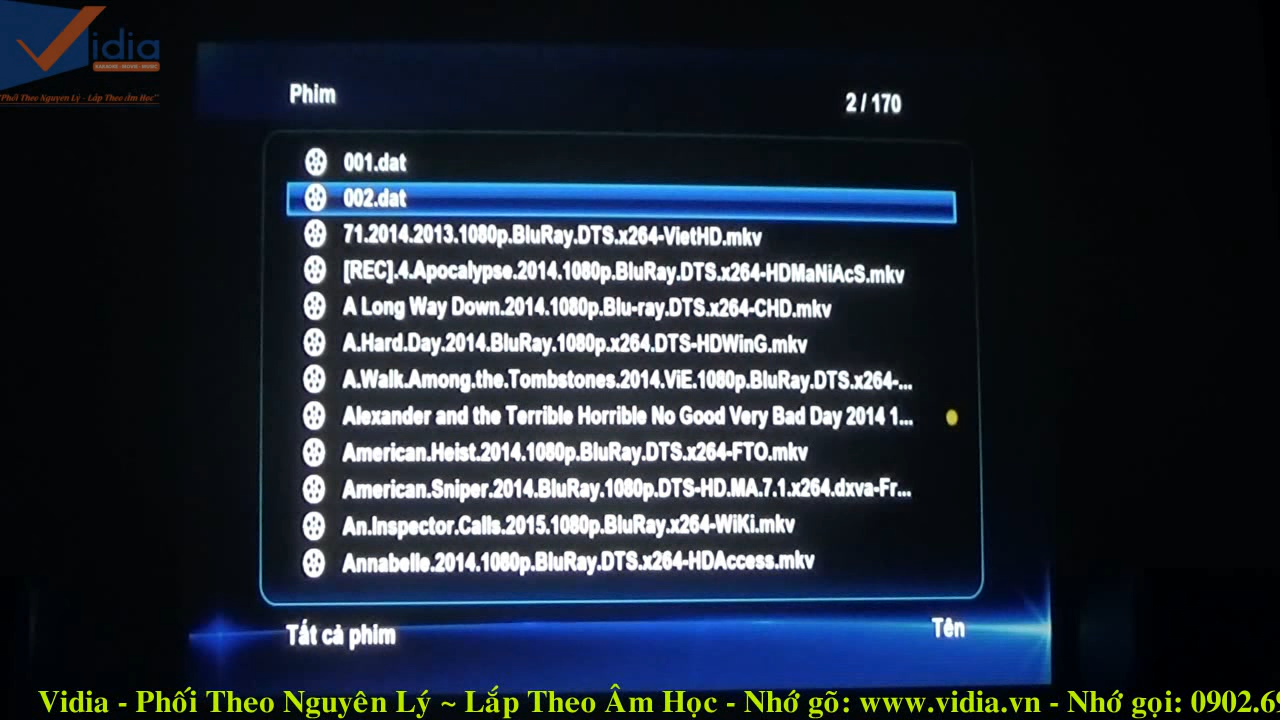 Vidia
KARAOKE - MOVIE - MUSIC
"Phối Theo Nguyên Lý - Lắp Theo Âm Học"
Phim
2 / 170
001.dat
002.dat
71.2014.2013.1080p.BluRay.DTS.x264-VietHD.mkv
[REC].4.Apocalypse.2014.1080p.BluRay.DTS.x264-HDMaNiAcS.mkv
A Long Way Down.2014.1080p.Blu-ray.DTS.x264-CHD.mkv
A.Hard.Day.2014.BluRay.1080p.x264.DTS-HDWinG.mkv
A.Walk.Among.the.Tombstones.2014.ViE.1080p.BluRay.DTS.x264-...
Alexander and the Terrible Horrible No Good Very Bad Day 2014 1...
American.Heist.2014.1080p.BluRay.DTS.x264-FTO.mkv
American.Sniper.2014.BluRay.1080p.DTS-HD.MA.7.1.x264.dxva-Fr...
An.Inspector.Calls.2015.1080p.BluRay.x264-WiKi.mkv
Annabelle.2014.1080p.BluRay.DTS.x264-HDAccess.mkv
Tất cả phim
Tên
Vidia - Phối Theo Nguyên Lý ~ Lắp Theo Âm Học - Nhớ gõ: www.vidia.vn - Nhớ gọi: 0902.69